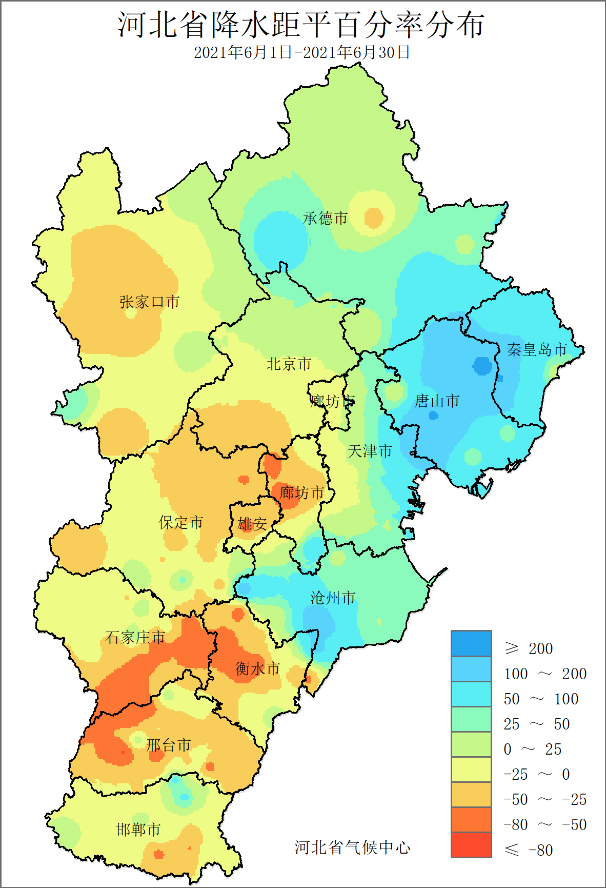 河北省降水距平百分率分布
2021年6月1日-2021年6月30日
承德市
张家口市
秦皇岛市
北京市
廊坊市
唐山市
天津市
廊坊市
保定市
雄安
沧州市
石家庄市
衡水市
邢台市
邯郸市
≥ 200
100 ～ 200
50 ～ 100
25 ～ 50
0 ～ 25
-25 ～ 0
-50 ～ -25
-80 ～ -50
≤ -80
河北省气候中心